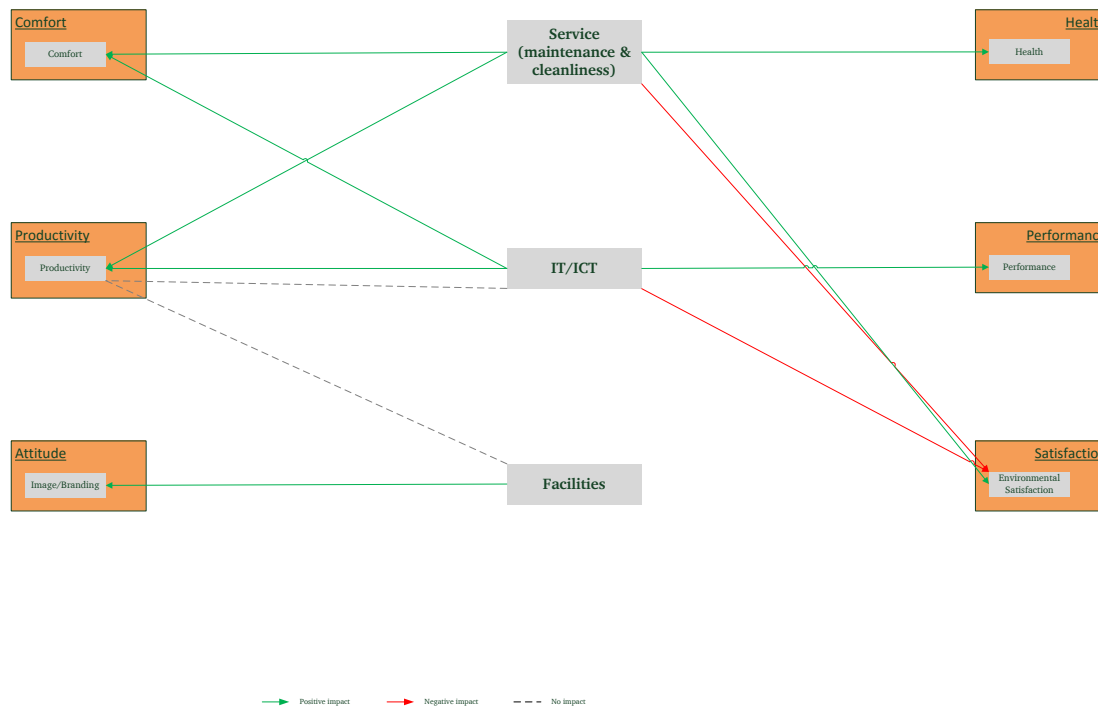 Comfort
Comfort
Service
(maintenance &
cleanliness)
Healt
Health
Productivity
Productivity
IT/ICT
Performanc
Performance
Attitude
Image/Branding
Facilities
Satisfactio
Environmental
Satisfaction
Positive impact
Negative impact
No impact